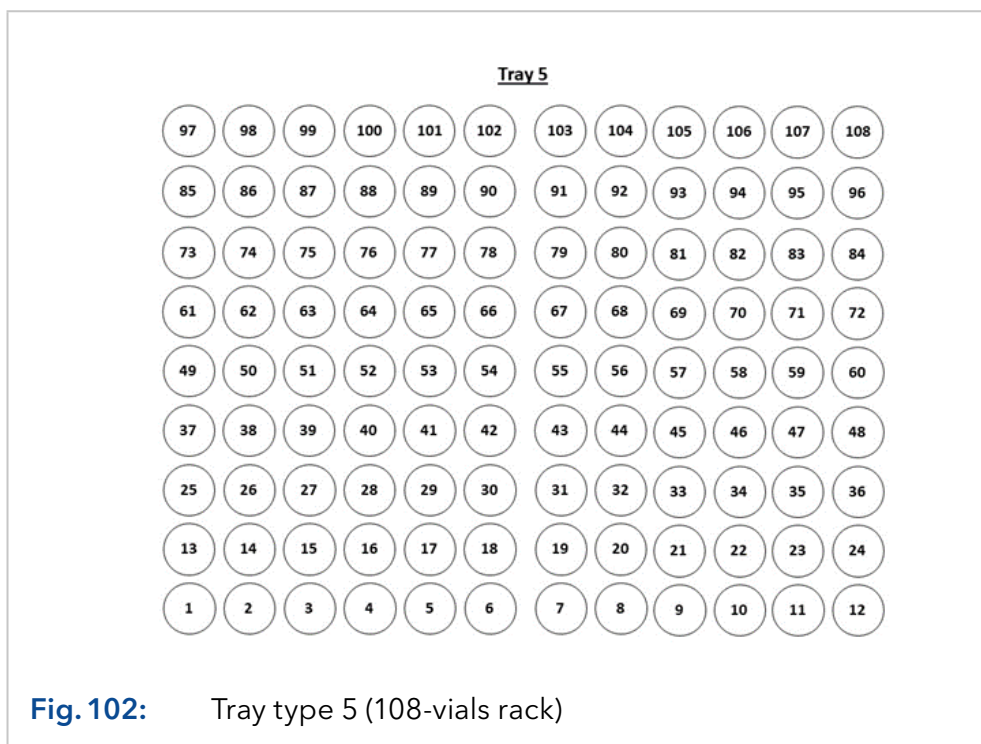 Tray 5
97 98 99 100 101 102 103 104 105 106 107 108
85 86 87 88 89 90 91 92 93 94 95 96
73 74 75 76 77 78 79 80 81 82 83 84
61 62 63 64 65 66 67 68 69 70 71 72
49 50 51 52 53 54 55 56 57 58 59 60
37 38 39 40 41 42 43 44 45 46 47 48
25 26 27 28 29 30 31 32 33 34 35 36
13 14 15 16 17 18 19 20 21 22 23 24
1 2 3 4 5 6 7 8 9 10 11 12
Fig. 102: Tray type 5 (108-vials rack)